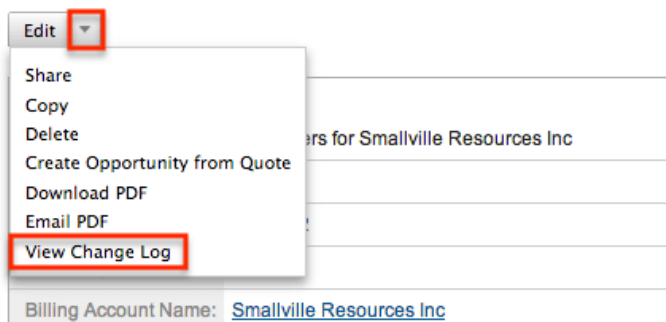 Edit
Share
Copy
Delete
ers for Smallville Resources Inc
Create Opportunity from Quote
Download PDF
Email PDF
View Change Log
Billing Account Name: Smallville Resources Inc